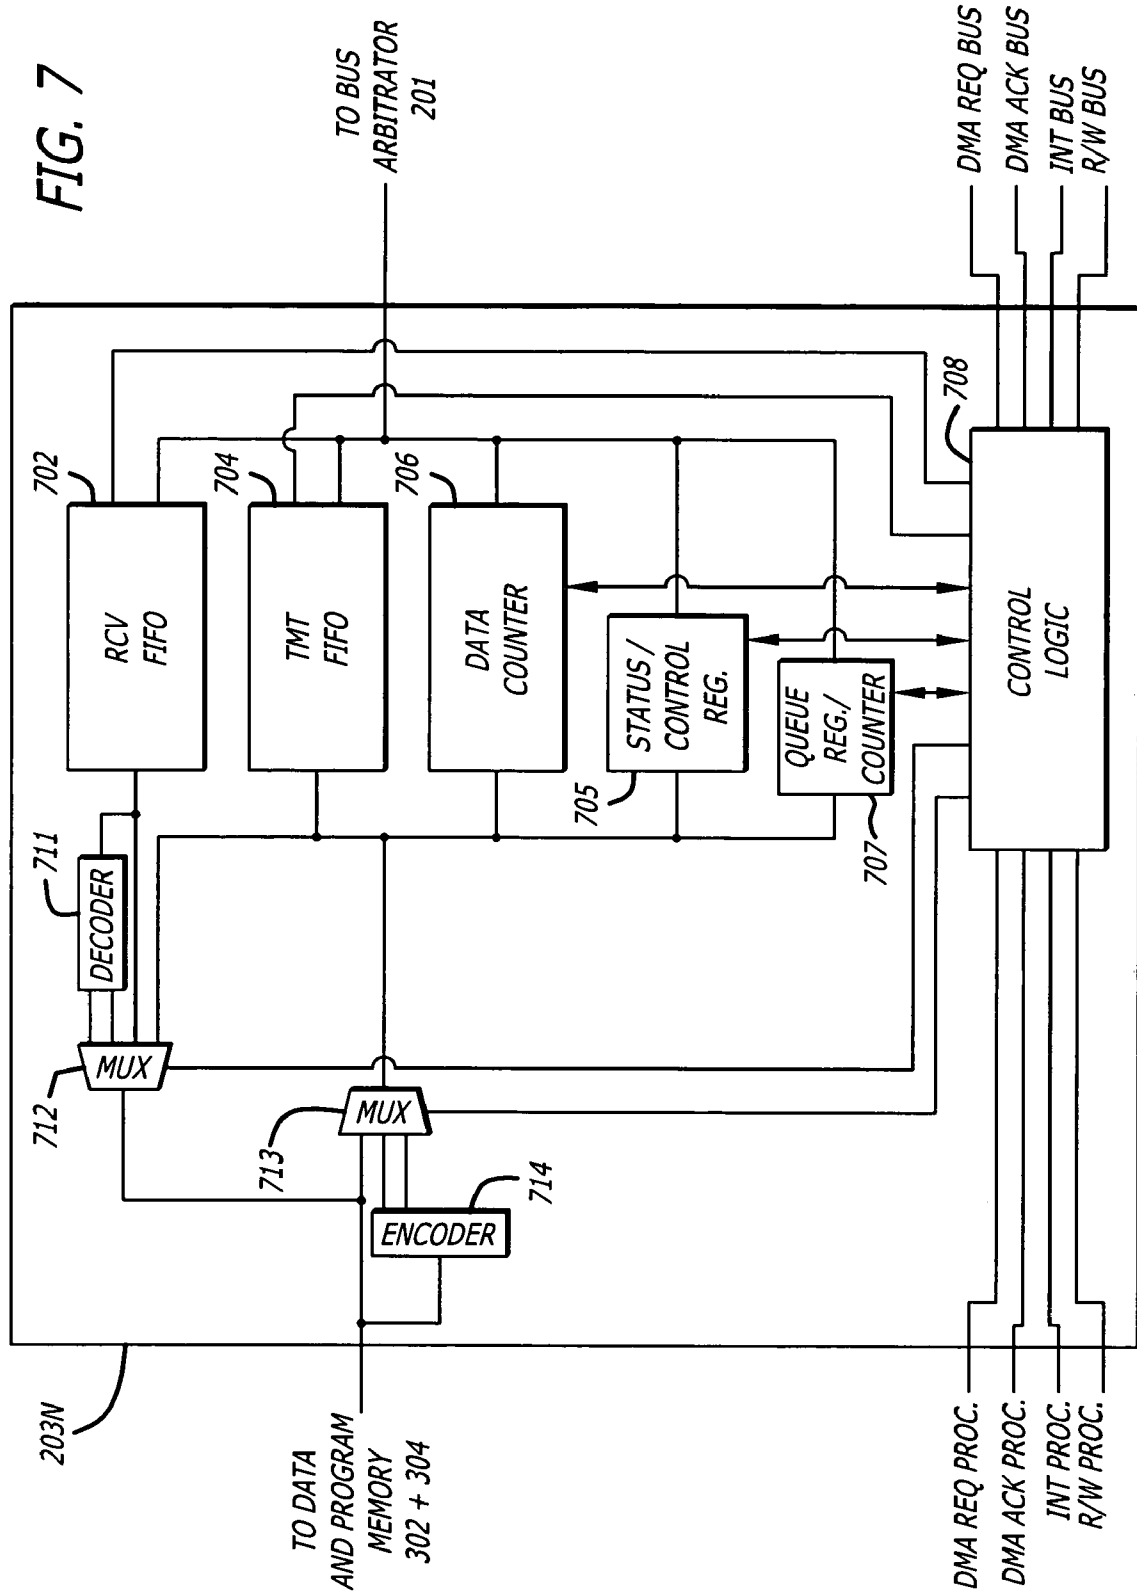 FIG. 7
203N
TO DATA
AND PROGRAM
MEMORY
302 + 304
TO BUS
ARBITRATOR
201
712
MUX
711
DECODER
702
RCV
FIFO
713
MUX
714
ENCODER
704
TMT
FIFO
706
DATA
COUNTER
705
STATUS /
CONTROL
REG.
707
QUEUE
REG./
COUNTER
708
CONTROL
LOGIC
DMA REQ PROC.
DMA ACK PROC.
INT PROC.
R/W PROC.
DMA REQ BUS
DMA ACK BUS
INT BUS
R/W BUS